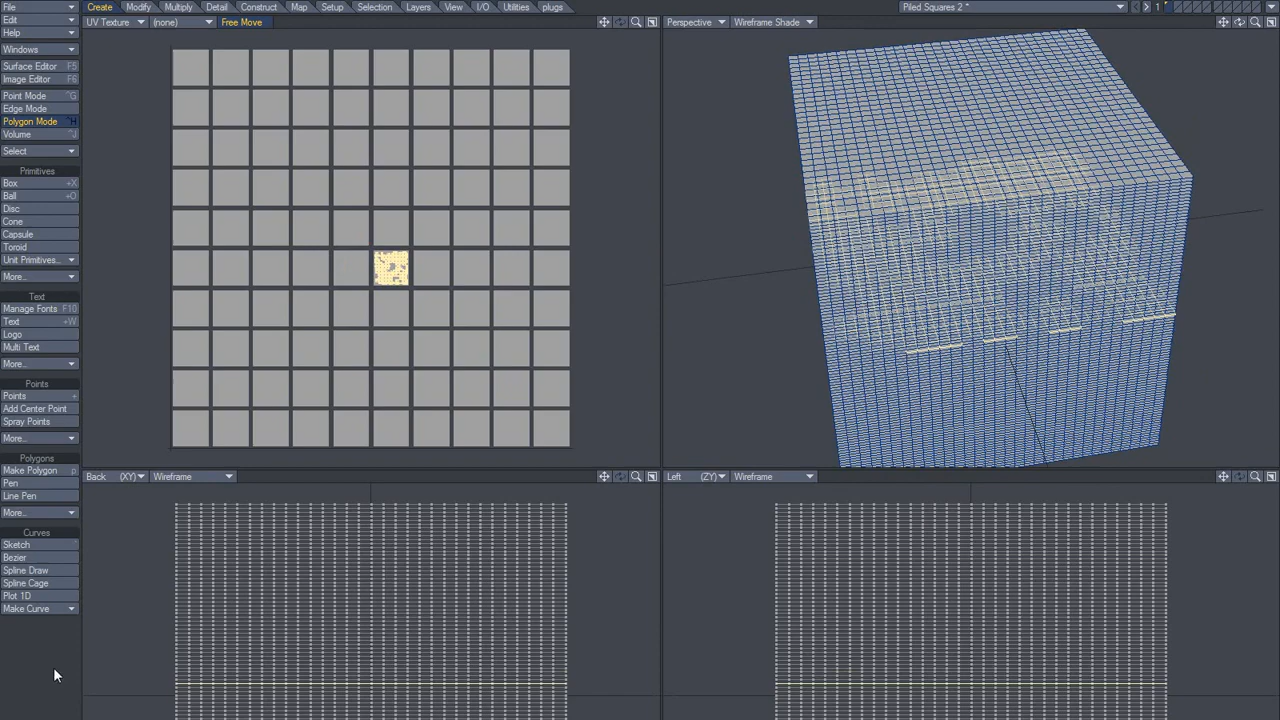 File
Create Modify Multiply Detail Construct Map Setup Selection Layers View I/O Utilities plugs
Piled Squares 2 *
1
Edit
UV Texture (none) Free Move
Perspective Wireframe Shade
Help
Windows
Surface Editor F5
Image Editor F6
Point Mode ^G
Edge Mode
Polygon Mode ^H
Volume ^J
Select
Primitives
Box +X
Ball +O
Disc
Cone
Capsule
Toroid
Unit Primitives...
More...
Text
Manage Fonts F10
Text +W
Logo
Multi Text
More...
Points
Points +
Add Center Point
Spray Points
More...
Polygons
Make Polygon p
Pen
Line Pen
More...
Curves
Sketch
Bezier
Spline Draw
Spline Cage
Plot 1D
Make Curve
Back (XY) Wireframe
Left (ZY) Wireframe